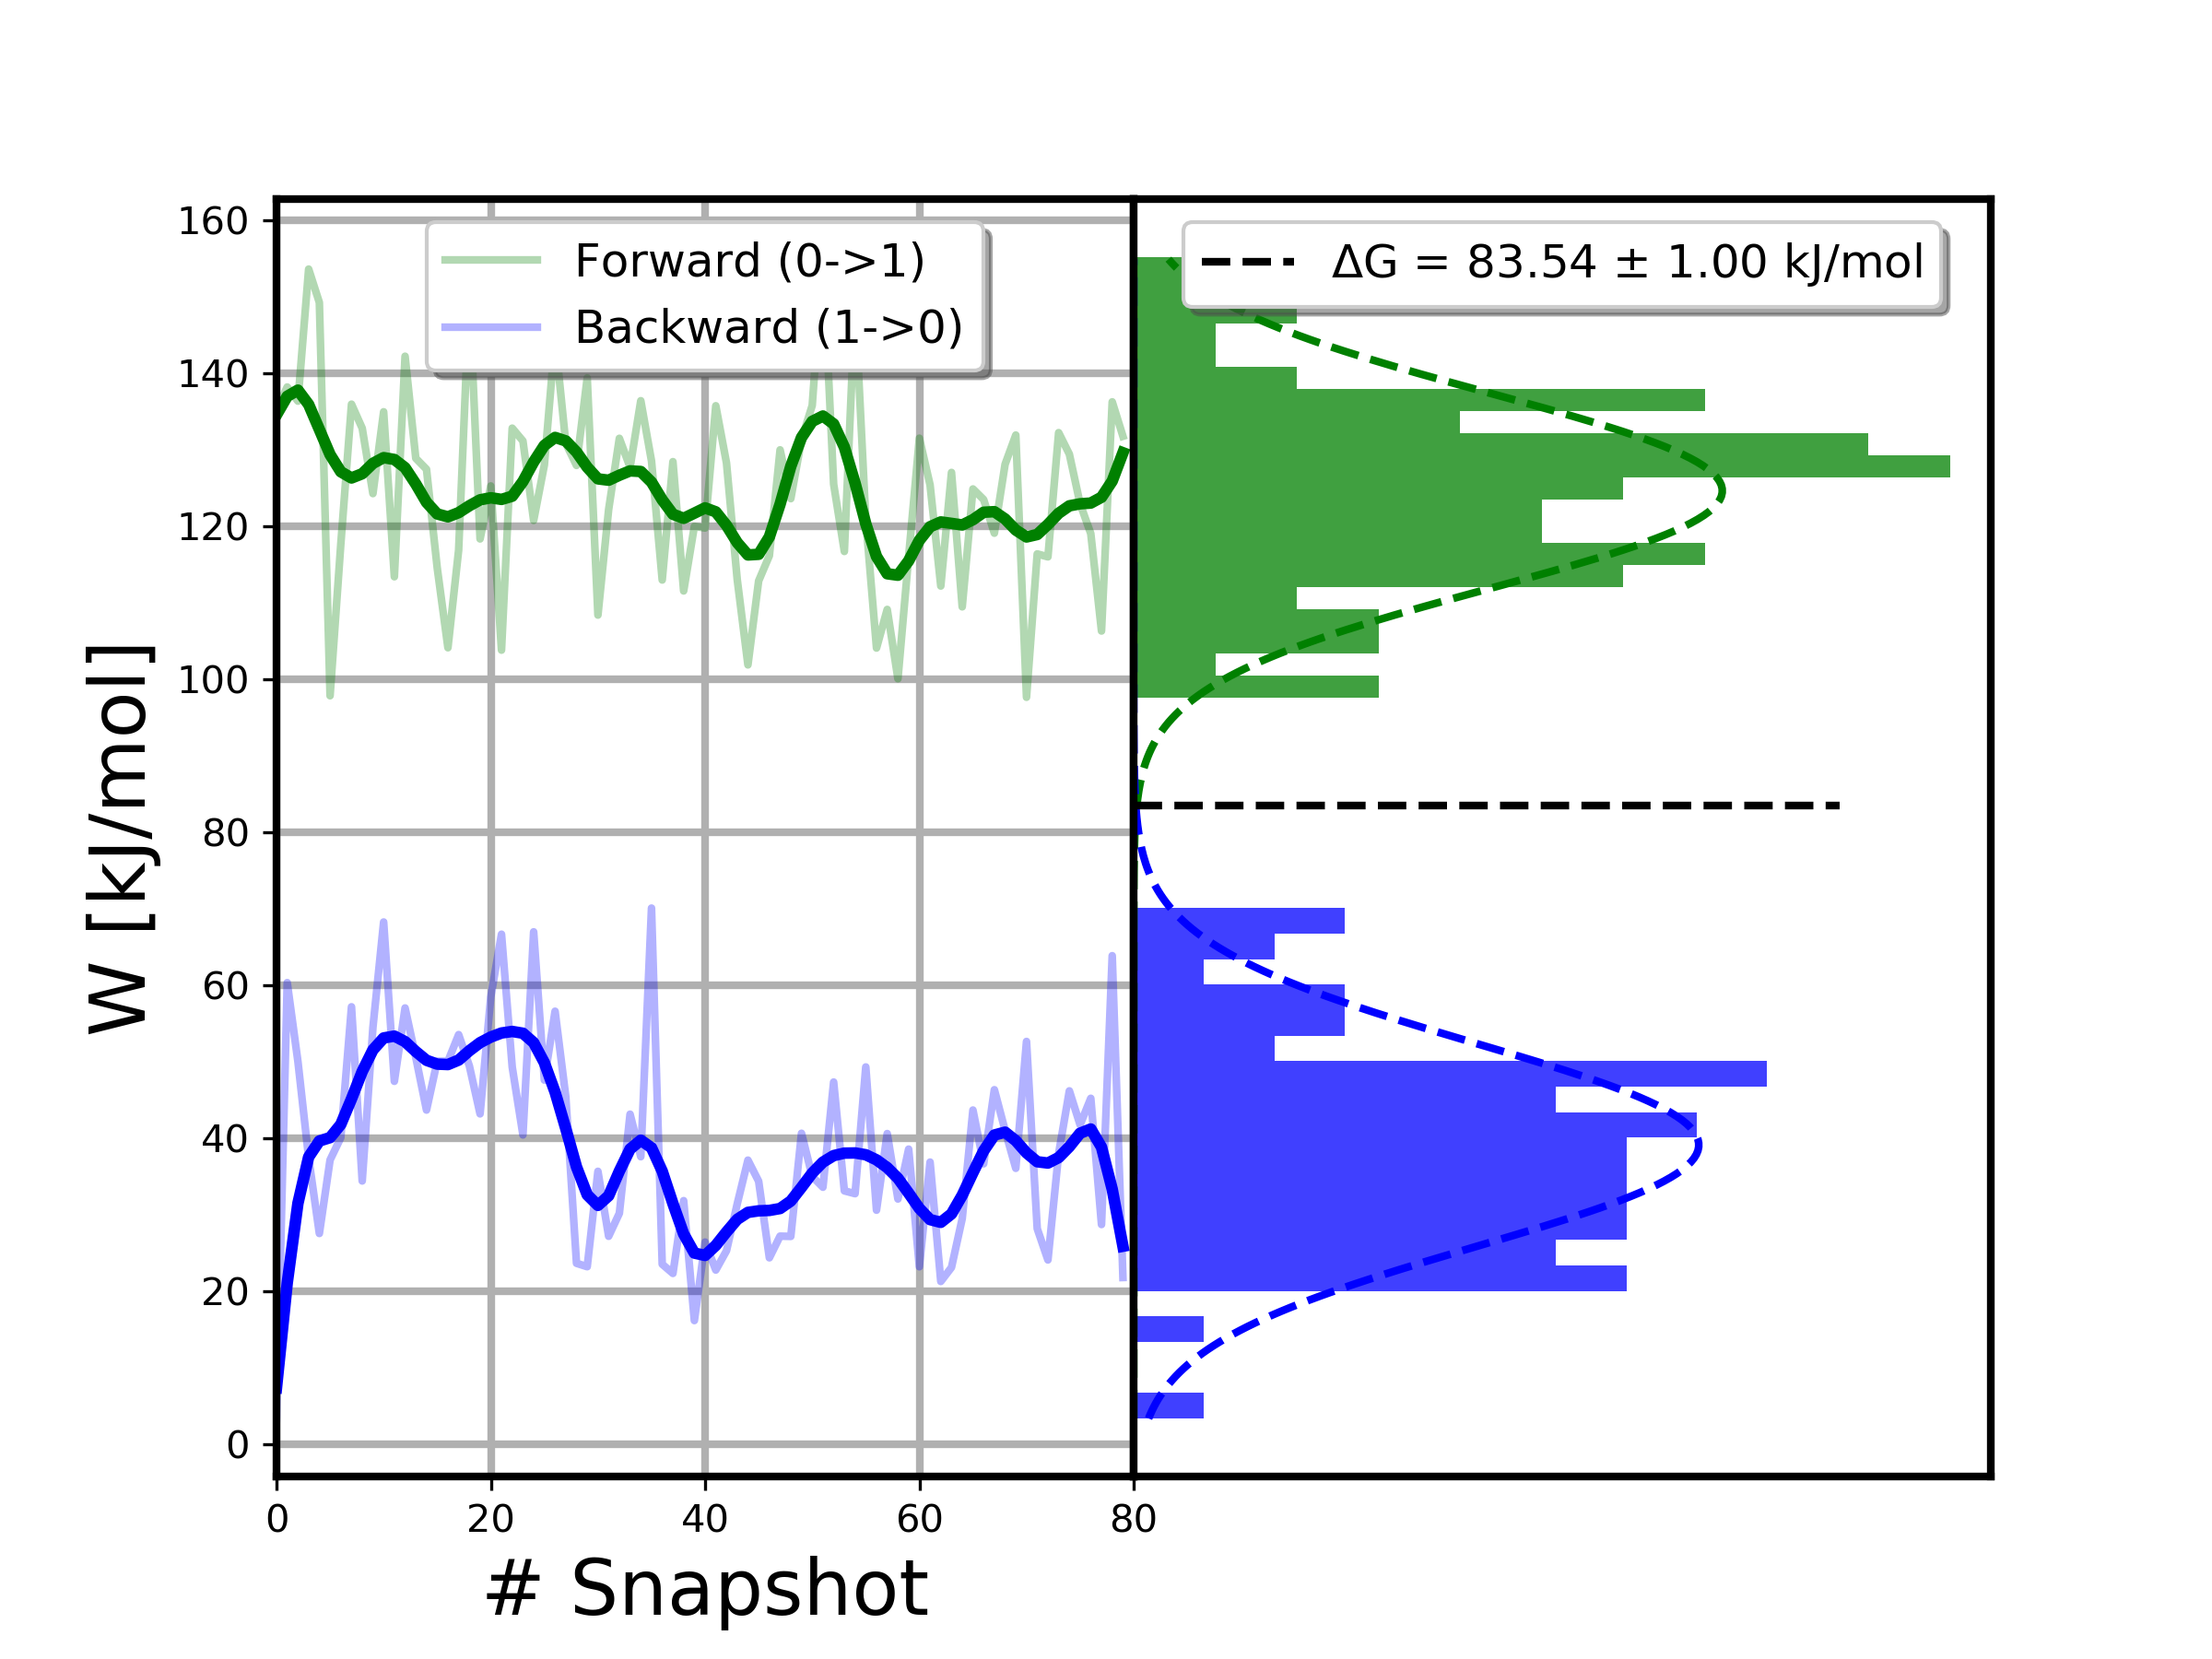 Forward (0->1)
Backward (1->0)
ΔG = 83.54 ± 1.00 kJ/mol
W [kJ/mol]
160
140
120
100
80
60
40
20
0
0 20 40 60 80
# Snapshot